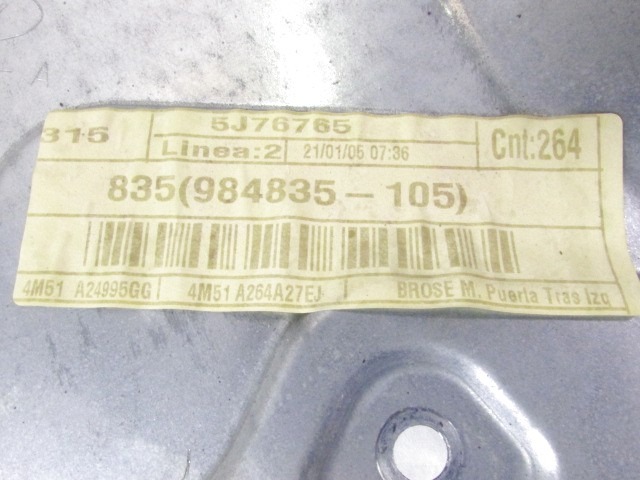 315 5J76765
Linea:2 21/01/05 07:36 Cnt:264
835(984835-105)
4M51 A24995GG 4M51 A264A27EJ BROSE M. Puerta Tras Izq